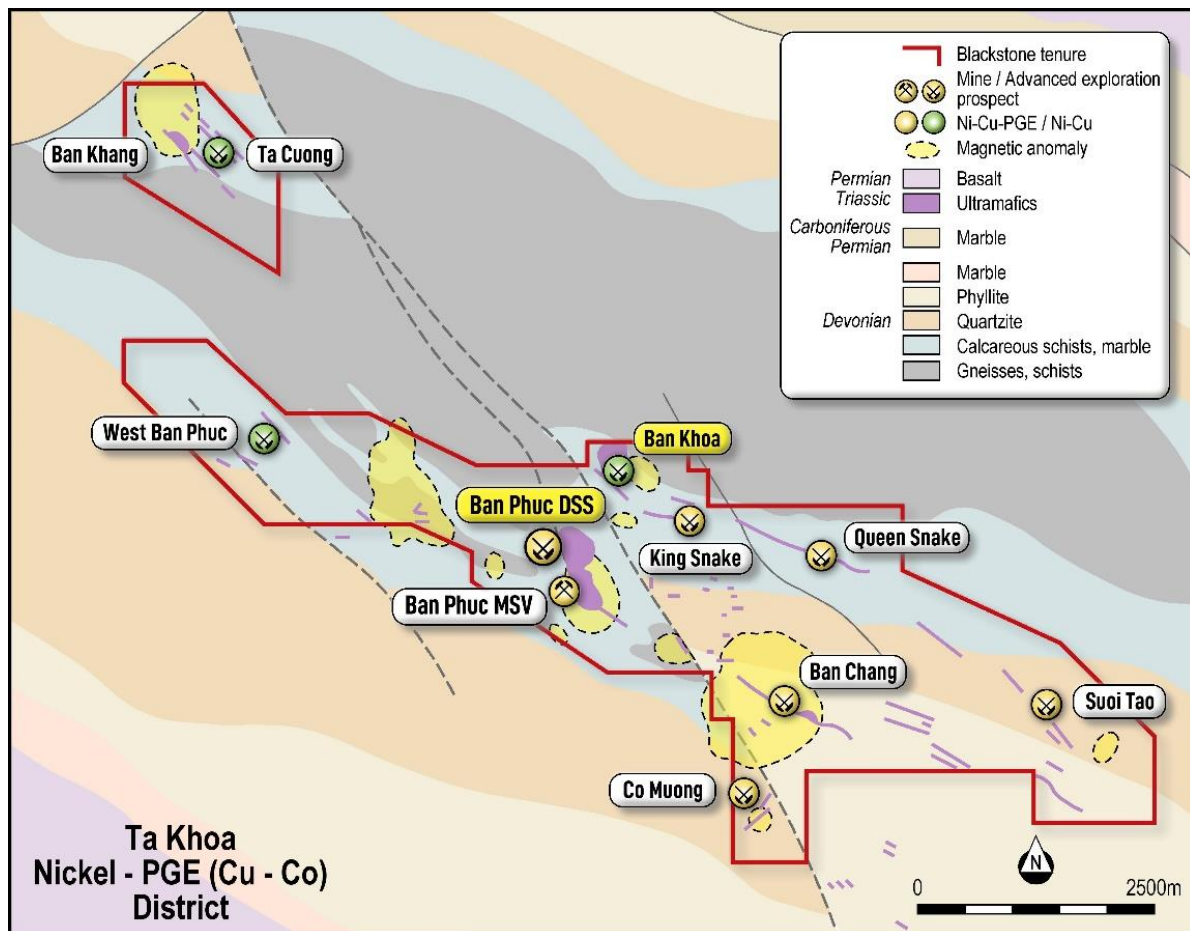 Blackstone tenure
Mine / Advanced exploration
prospect
Ni-Cu-PGE / Ni-Cu
Magnetic anomaly
Permian
Triassic
Basalt
Ultramafics
Carboniferous
Permian
Marble
Marble
Phyllite
Devonian
Quartzite
Calcareous schists, marble
Gneisses, schists
Ban Khang
Ta Cuong
West Ban Phuc
Ban Khoa
Ban Phuc DSS
King Snake
Queen Snake
Ban Phuc MSV
Ban Chang
Suoi Tao
Co Muong
Ta Khoa
Nickel - PGE (Cu - Co)
District
N
0 2500m